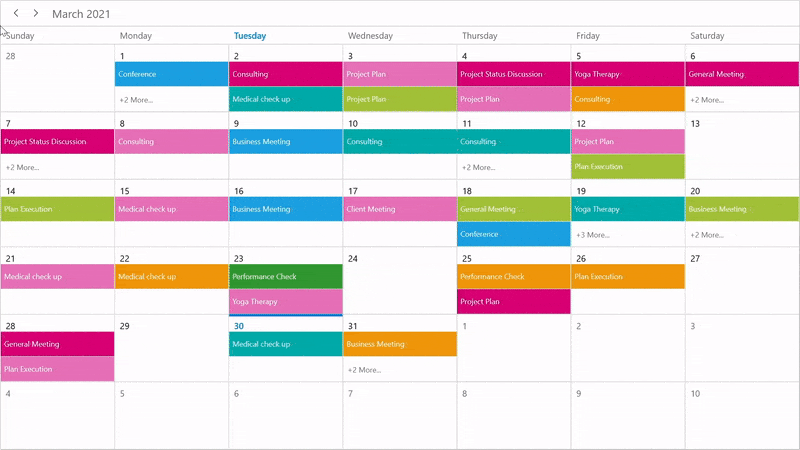 March 2021
Sunday Monday Tuesday Wednesday Thursday Friday Saturday
28 1 2 3 4 5 6
Conference Consulting Project Plan Project Status Discussion Yoga Therapy General Meeting
+2 More... Medical check up Project Plan Project Plan Consulting +2 More...
7 8 9 10 11 12 13
Project Status Discussion Consulting Business Meeting Consulting Consulting Project Plan
+2 More... +2 More... Plan Execution
14 15 16 17 18 19 20
Plan Execution Medical check up Business Meeting Client Meeting General Meeting Yoga Therapy Business Meeting
Conference +3 More... +2 More...
21 22 23 24 25 26 27
Medical check up Medical check up Performance Check Performance Check Plan Execution
Yoga Therapy Project Plan
28 29 30 31 1 2 3
General Meeting Medical check up Business Meeting
Plan Execution +2 More...
4 5 6 7 8 9 10